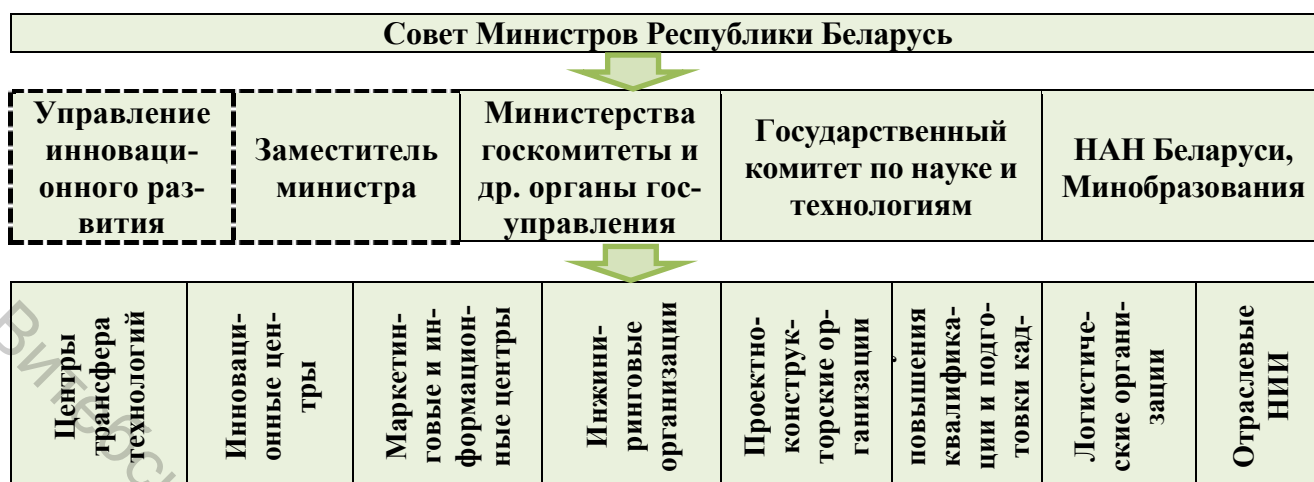 Совет Министров Республики Беларусь
Управление
инноваци-
онного раз-
вития
Заместитель
министра
Министерства
госкомитеты и
др. органы гос-
управления
Государственный
комитет по науке и
технологиям
НАН Беларуси,
Минобразования
Центры
трансфера
технологий
Инноваци-
онные цен-
тры
Маркетин-
говые и ин-
формацион-
ные центры
Инжини-
ринговые
организации
Проектно-
конструк-
торские ор-
ганизации
повышения
квалифика-
ции и подго-
товки кад-
Логистиче-
ские органи-
зации
Отраслевые
НИИ